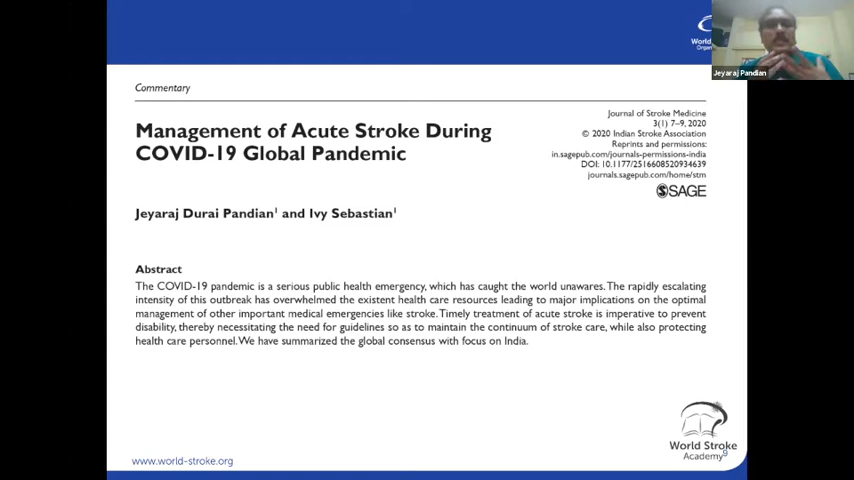 World
Organ
Jeyaraj Pandian
Commentary
Management of Acute Stroke During
COVID-19 Global Pandemic
Journal of Stroke Medicine
3(1) 7–9, 2020
© 2020 Indian Stroke Association
Reprints and permissions:
in.sagepub.com/journals-permissions-india
DOI: 10.1177/2516608520934639
journals.sagepub.com/home/stm
SAGE
Jeyaraj Durai Pandian¹ and Ivy Sebastian¹
Abstract
The COVID-19 pandemic is a serious public health emergency, which has caught the world unawares. The rapidly escalating
intensity of this outbreak has overwhelmed the existent health care resources leading to major implications on the optimal
management of other important medical emergencies like stroke. Timely treatment of acute stroke is imperative to prevent
disability, thereby necessitating the need for guidelines so as to maintain the continuum of stroke care, while also protecting
health care personnel. We have summarized the global consensus with focus on India.
World Stroke
Academy
9
www.world-stroke.org